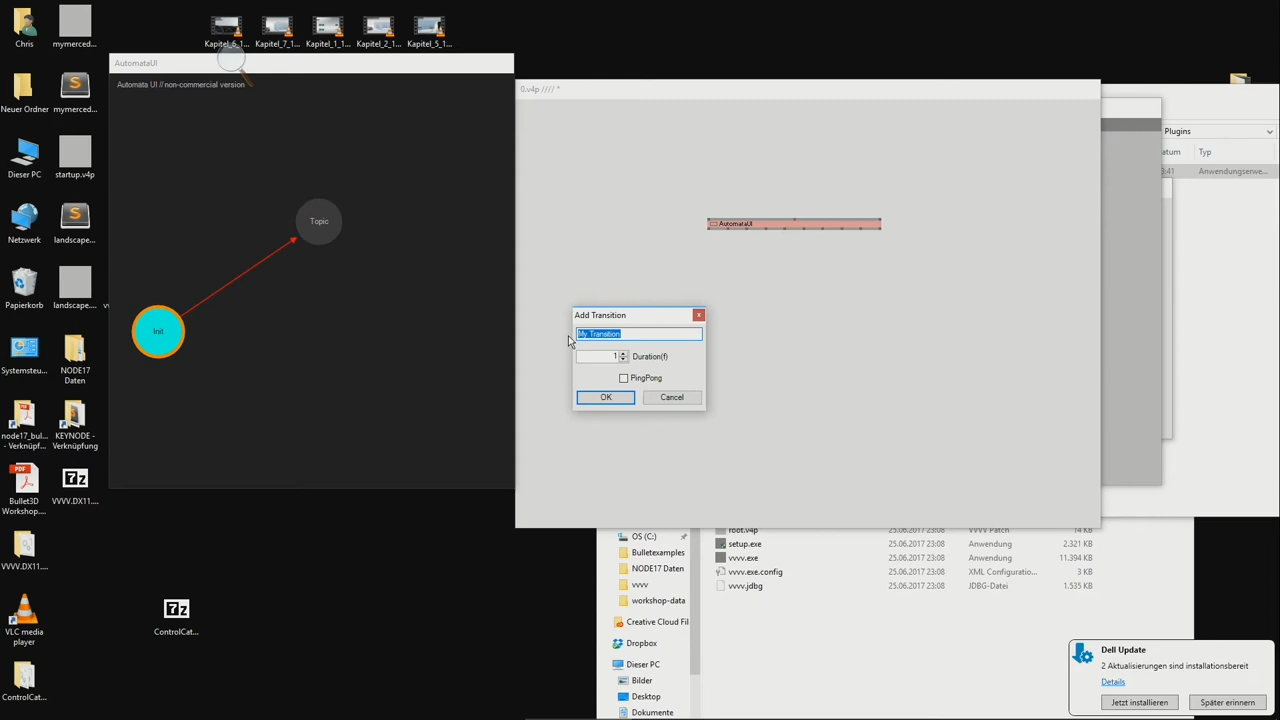 Chris
mymerced...
Kapitel_6_1...
Kapitel_7_1...
Kapitel_1_1...
Kapitel_2_1...
Kapitel_5_1...
AutomataUI
Automata UI // non-commercial version
Neuer Ordner
mymerced...
Dieser PC
startup.v4p
Netzwerk
landscape...
Papierkorb
landscape....
Systemsteu...
NODE17
Daten
node17_bul...
- Verknüpf...
KEYNODE -
Verknüpfung
Bullet3D
Workshop....
VVVV.DX11....
VVVV.DX11...
VLC media
player
ControlCat...
ControlCat...
Topic
Init
0.v4p //// *
AutomataUI
Add Transition
x
My Transition
1
Duration(f)
PingPong
OK
Cancel
Plugins
atum
Typ
3:41
Anwendungserwe...
OS (C:)
Bulletexamples
NODE17 Daten
vvvv
workshop-data
Creative Cloud Fil
Dropbox
Dieser PC
Bilder
Desktop
Dokumente
root.v4p 25.06.2017 23:08 VVVV Patch 14 KB
setup.exe 25.06.2017 23:08 Anwendung 2.321 KB
vvvv.exe 25.06.2017 23:08 Anwendung 11.394 KB
vvvv.exe.config 25.06.2017 23:08 XML Configuratio... 3 KB
vvvv.jdbg 25.06.2017 23:08 JDBG-Datei 1.535 KB
Dell Update
2 Aktualisierungen sind installationsbereit
Details
Jetzt installieren
Später erinnern